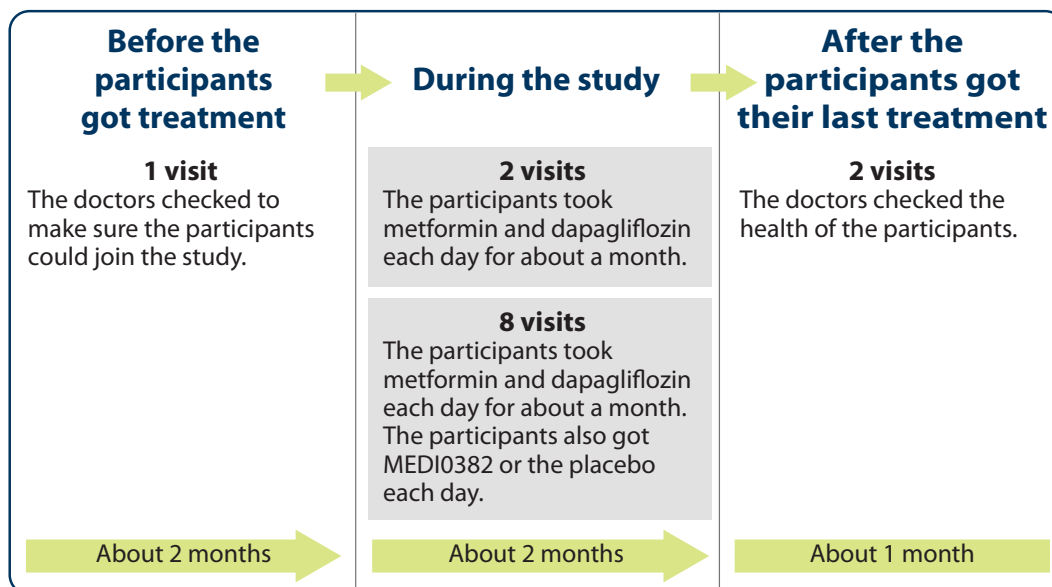 Before the
participants
got treatment
1 visit
The doctors checked to
make sure the participants
could join the study.
About 2 months
During the study
2 visits
The participants took
metformin and dapagliflozin
each day for about a month.
8 visits
The participants took
metformin and dapagliflozin
each day for about a month.
The participants also got
MEDI0382 or the placebo
each day.
About 2 months
After the
participants got
their last treatment
2 visits
The doctors checked the
health of the participants.
About 1 month